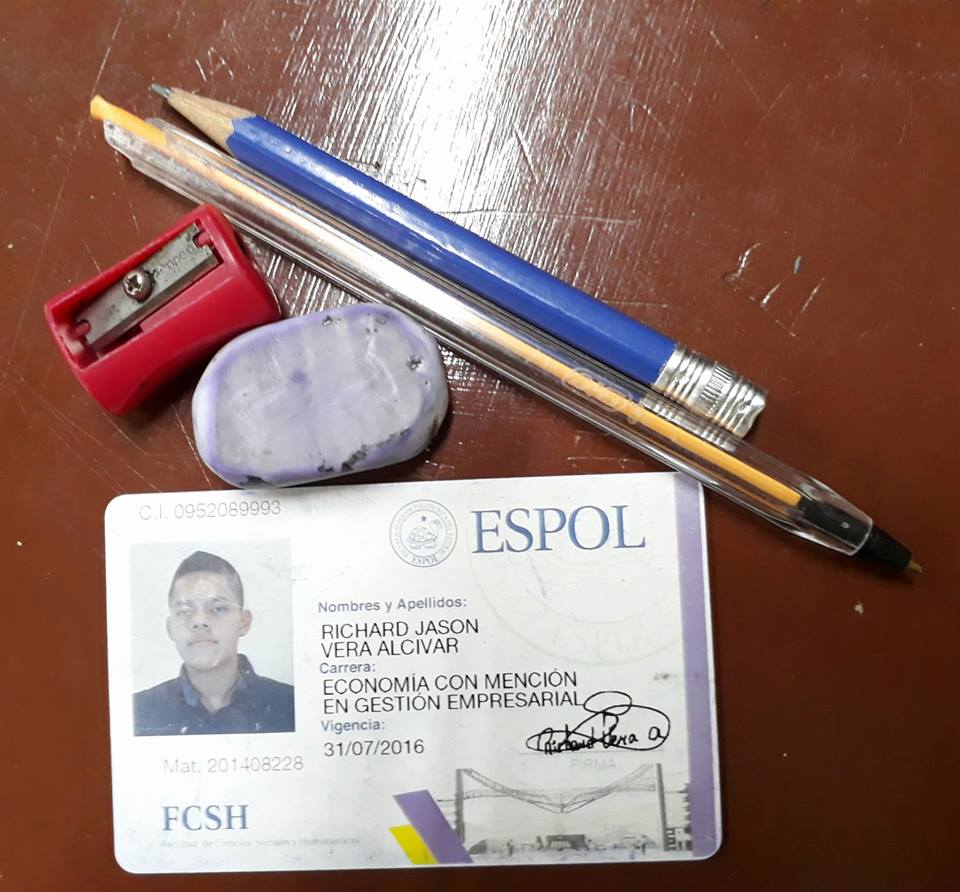 C.I. 0952089993
ESPOL
ESPOL
ESPOL
Nombres y Apellidos:
RICHARD JASON
VERA ALCIVAR
Carrera:
ECONOMÍA CON MENCIÓN
EN GESTIÓN EMPRESARIAL
Vigencia:
31/07/2016
Richard Vera A
FIRMA
Mat. 201408228
FCSH
Facultad de Ciencias Sociales y Humanísticas